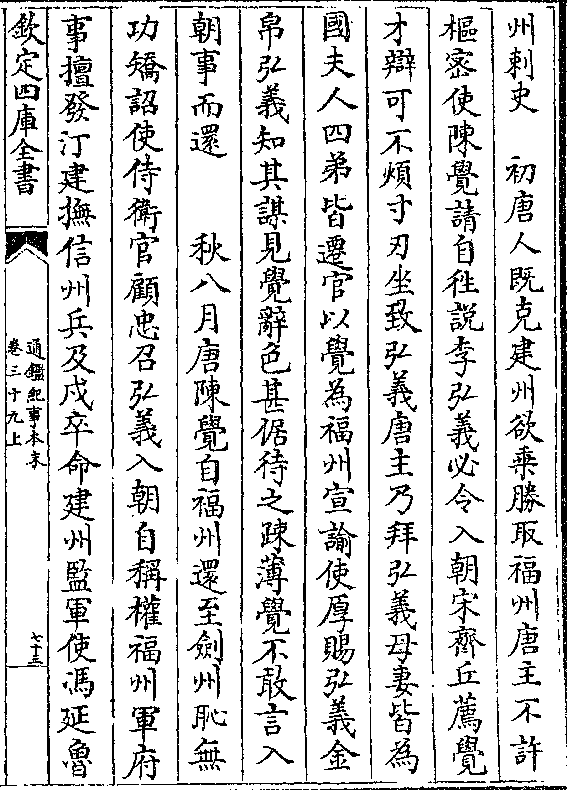 州刺史　初唐人既克建州欲乗勝取福州唐主不許
樞宻使陳覺請自徃說李弘義必令入朝宋齊丘薦覺
才辯可不煩寸刃坐致弘義唐主乃拜弘義母妻皆為
國夫人四弟皆遷官以覺為福州宣諭使厚賜弘義金
帛弘義知其謀見覺辭色甚倨待之疎薄覺不敢言入
朝事而還　秋八月唐陳覺自福州還至劍州恥無
功矯詔使侍衛官顧忠召弘義入朝自稱權福州軍府
事擅發汀建撫信州兵及戍卒命建州監軍使馮延魯
欽定四庫全書
通鑑紀事本末
卷三十九上
七十三